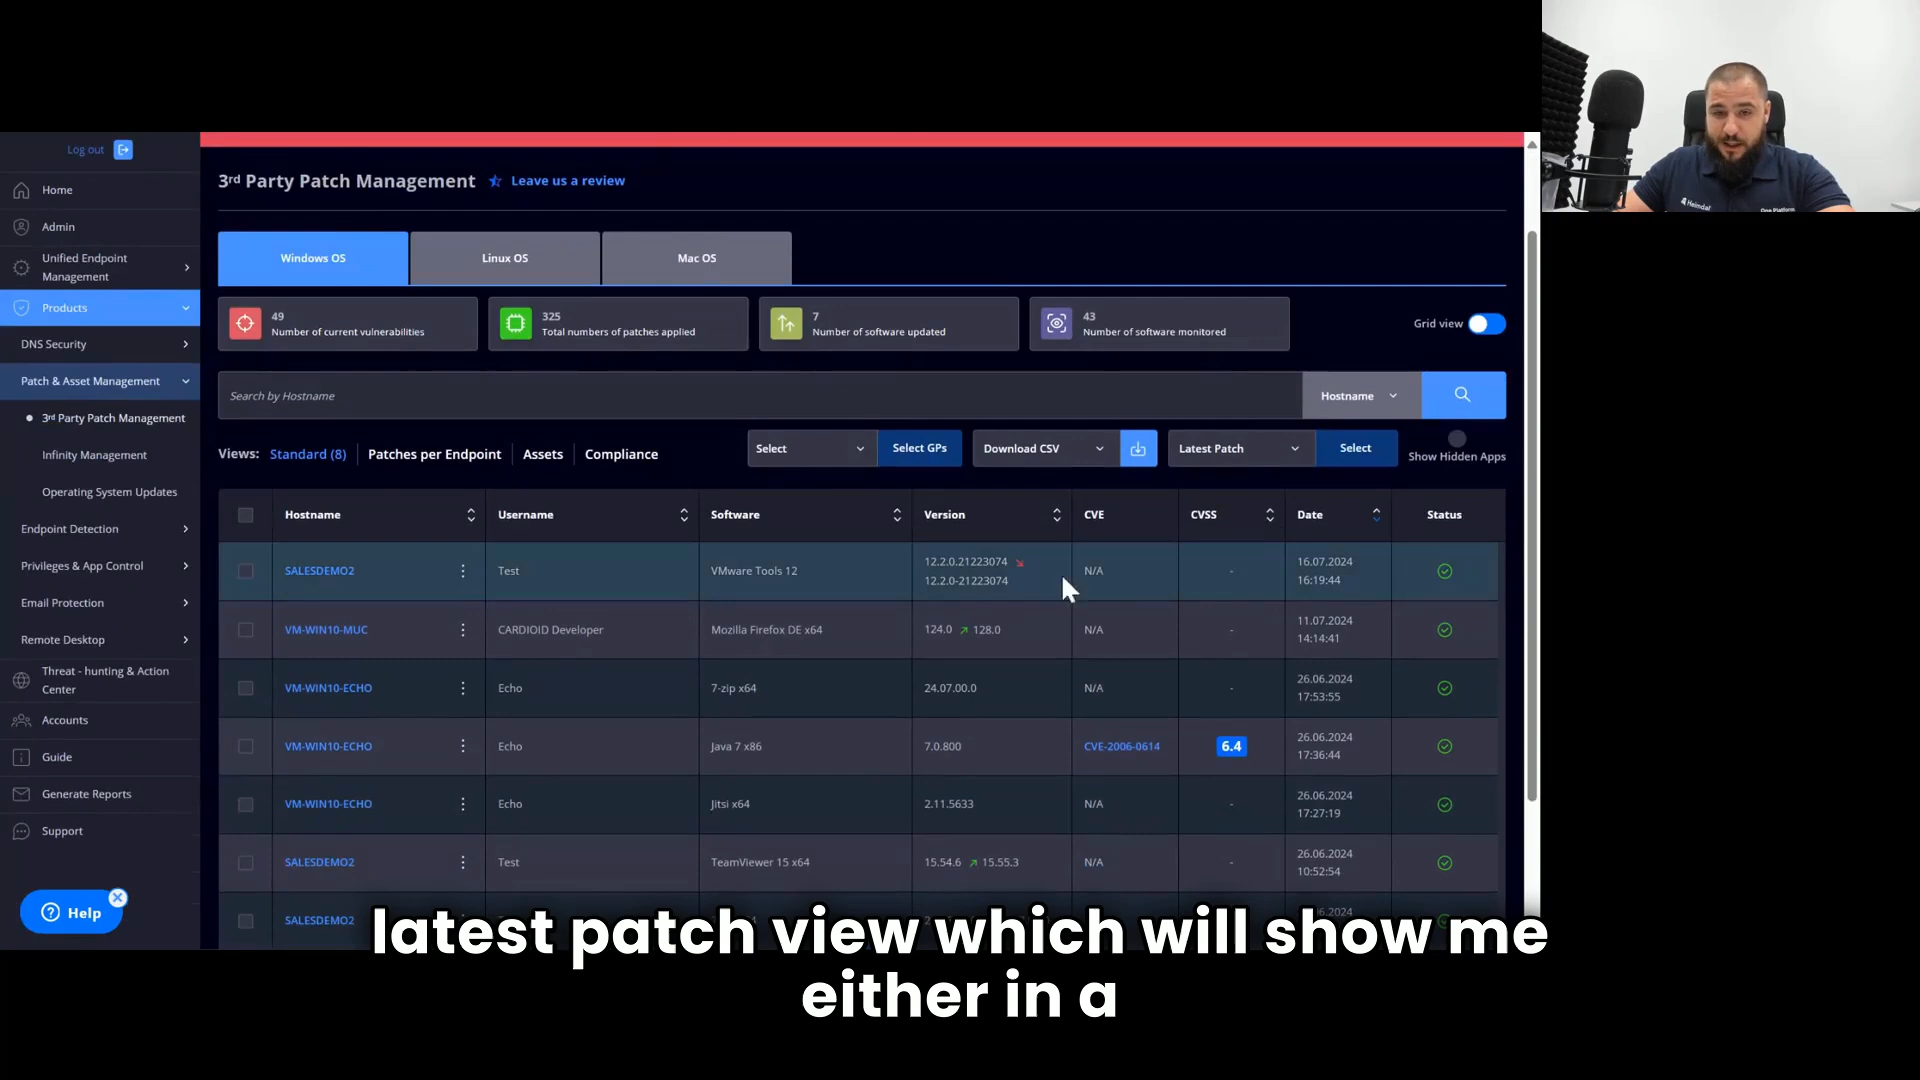 Log out
Home
Admin
Unified Endpoint
Management
Products
DNS Security
Patch & Asset Management
3rd Party Patch Management
Infinity Management
Operating System Updates
Endpoint Detection
Privileges & App Control
Email Protection
Remote Desktop
Threat - hunting & Action
Center
Accounts
Guide
Generate Reports
Support
Help
3rd Party Patch Management Leave us a review
Windows OS Linux OS Mac OS
49
Number of current vulnerabilities
325
Total numbers of patches applied
7
Number of software updated
43
Number of software monitored
Grid view
Search by Hostname Hostname
Views: Standard (8) Patches per Endpoint Assets Compliance
Select Select GPs Download CSV Latest Patch Select Show Hidden Apps
Hostname Username Software Version CVE CVSS Date Status
SALESDEMO2 Test VMware Tools 12 12.2.0.21223074 12.2.0-21223074 N/A - 16.07.2024 16:19:44
VM-WIN10-MUC CARDIOID Developer Mozilla Firefox DE x64 124.0 128.0 N/A - 11.07.2024 14:14:41
VM-WIN10-ECHO Echo 7-zip x64 24.07.00.0 N/A - 26.06.2024 17:53:55
VM-WIN10-ECHO Echo Java 7 x86 7.0.800 CVE-2006-0614 6.4 26.06.2024 17:36:44
VM-WIN10-ECHO Echo Jitsi x64 2.11.5633 N/A - 26.06.2024 17:27:19
SALESDEMO2 Test TeamViewer 15 x64 15.54.6 15.55.3 N/A - 26.06.2024 10:52:54
SALESDEMO2
latest patch view which will show me
either in a
Heimdal
One Platform